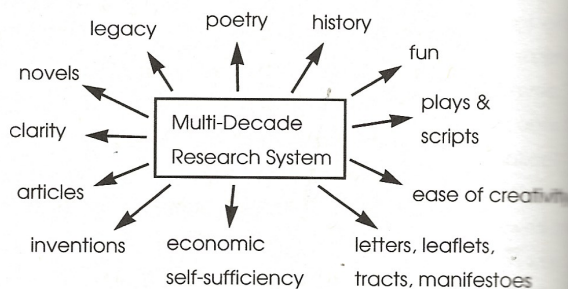 legacy
poetry
history
novels
fun
clarity
Multi-Decade
Research System
plays &
scripts
articles
ease of creativity
inventions
economic
self-sufficiency
letters, leaflets,
tracts, manifestoes